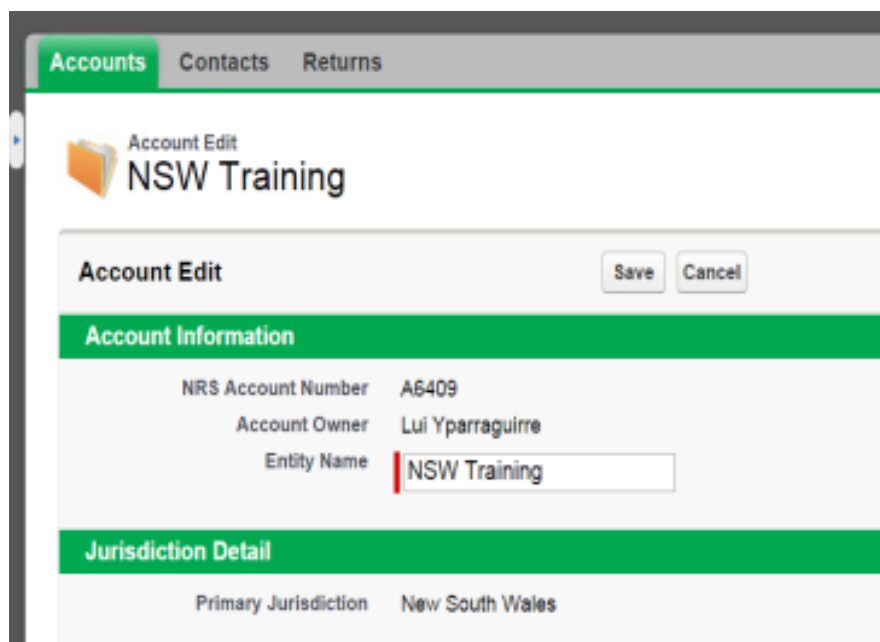 Accounts Contacts Returns
Account Edit
NSW Training
Account Edit Save Cancel
Account Information
NRS Account Number A6409
Account Owner Lui Yparraguirre
Entity Name NSW Training
Jurisdiction Detail
Primary Jurisdiction New South Wales